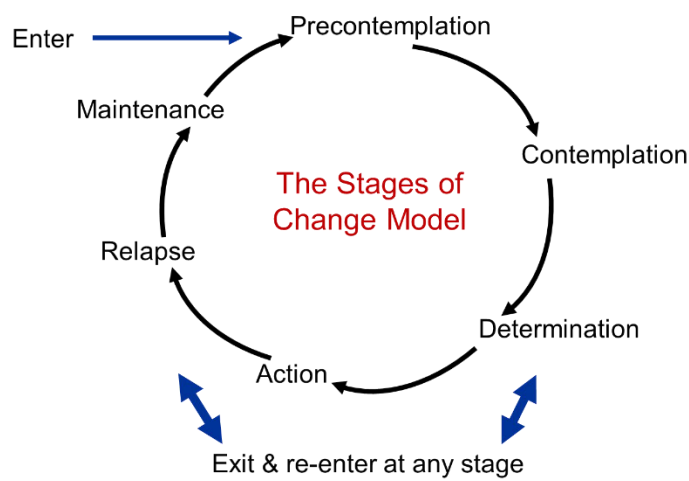 Enter
Precontemplation
Maintenance
Contemplation
The Stages of
Change Model
Relapse
Determination
Action
Exit & re-enter at any stage